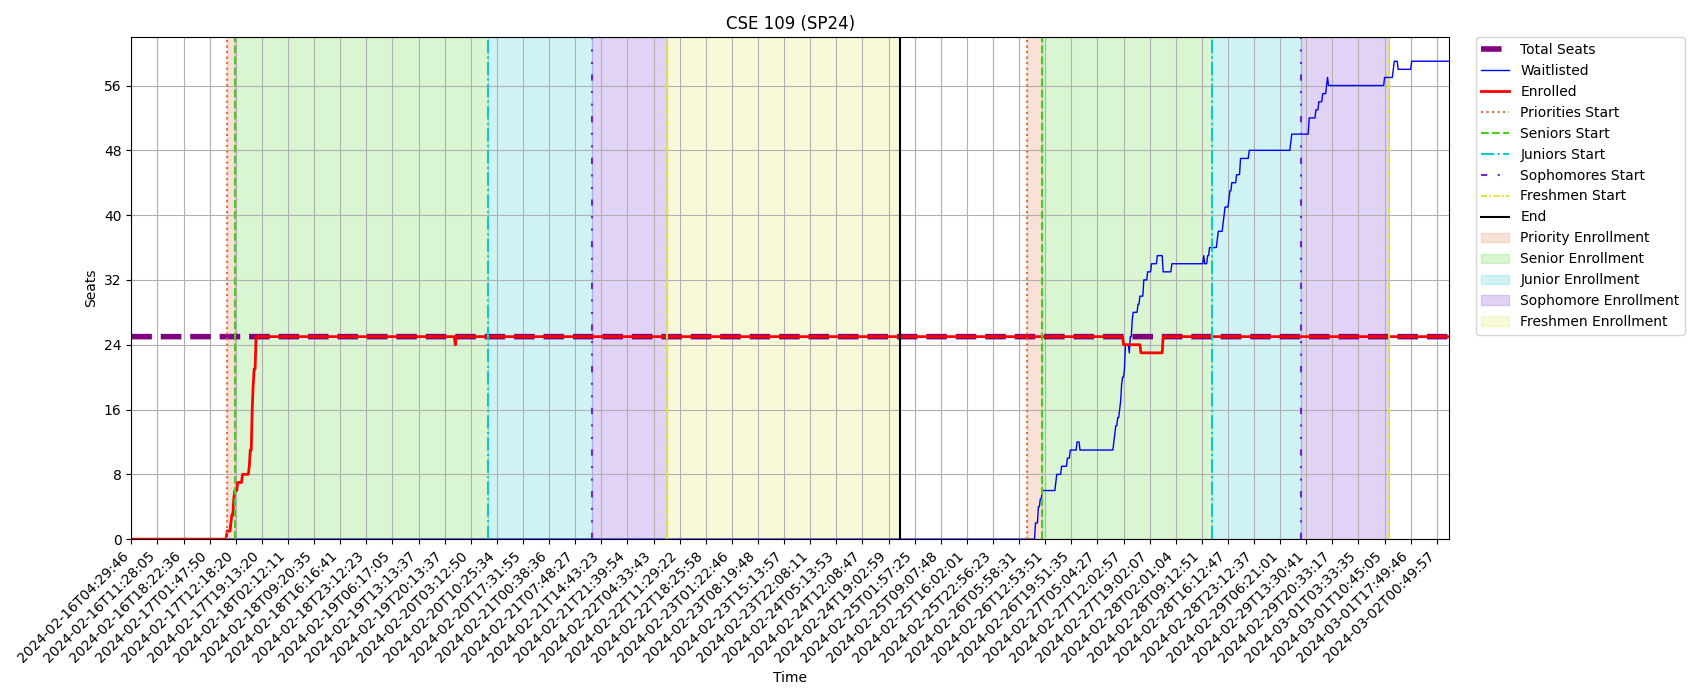 CSE 109 (SP24)
Seats
56
48
40
32
24
16
8
0
2024-02-16T04:29:46
2024-02-16T11:28:05
2024-02-16T18:22:36
2024-02-17T01:47:50
2024-02-17T12:18:20
2024-02-17T19:13:20
2024-02-18T02:12:11
2024-02-18T09:20:35
2024-02-18T16:16:41
2024-02-18T23:12:23
2024-02-19T06:17:05
2024-02-19T13:13:37
2024-02-19T20:13:37
2024-02-20T03:12:50
2024-02-20T10:25:34
2024-02-20T17:31:55
2024-02-21T00:38:36
2024-02-21T07:48:27
2024-02-21T14:43:23
2024-02-21T21:39:54
2024-02-22T04:33:43
2024-02-22T11:29:22
2024-02-22T18:25:58
2024-02-23T01:22:46
2024-02-23T08:19:48
2024-02-23T15:13:57
2024-02-23T22:08:11
2024-02-24T05:13:53
2024-02-24T12:08:47
2024-02-24T19:02:59
2024-02-25T01:57:25
2024-02-25T09:07:48
2024-02-25T16:02:01
2024-02-25T22:56:23
2024-02-26T05:58:31
2024-02-26T12:53:51
2024-02-26T19:51:35
2024-02-27T05:04:27
2024-02-27T12:02:57
2024-02-27T19:02:07
2024-02-28T02:01:04
2024-02-28T09:12:51
2024-02-28T16:12:47
2024-02-28T23:12:37
2024-02-29T06:21:01
2024-02-29T13:30:41
2024-02-29T20:33:17
2024-03-01T03:33:35
2024-03-01T10:45:05
2024-03-01T17:49:46
2024-03-02T00:49:57
Time
Total Seats
Waitlisted
Enrolled
Priorities Start
Seniors Start
Juniors Start
Sophomores Start
Freshmen Start
End
Priority Enrollment
Senior Enrollment
Junior Enrollment
Sophomore Enrollment
Freshmen Enrollment